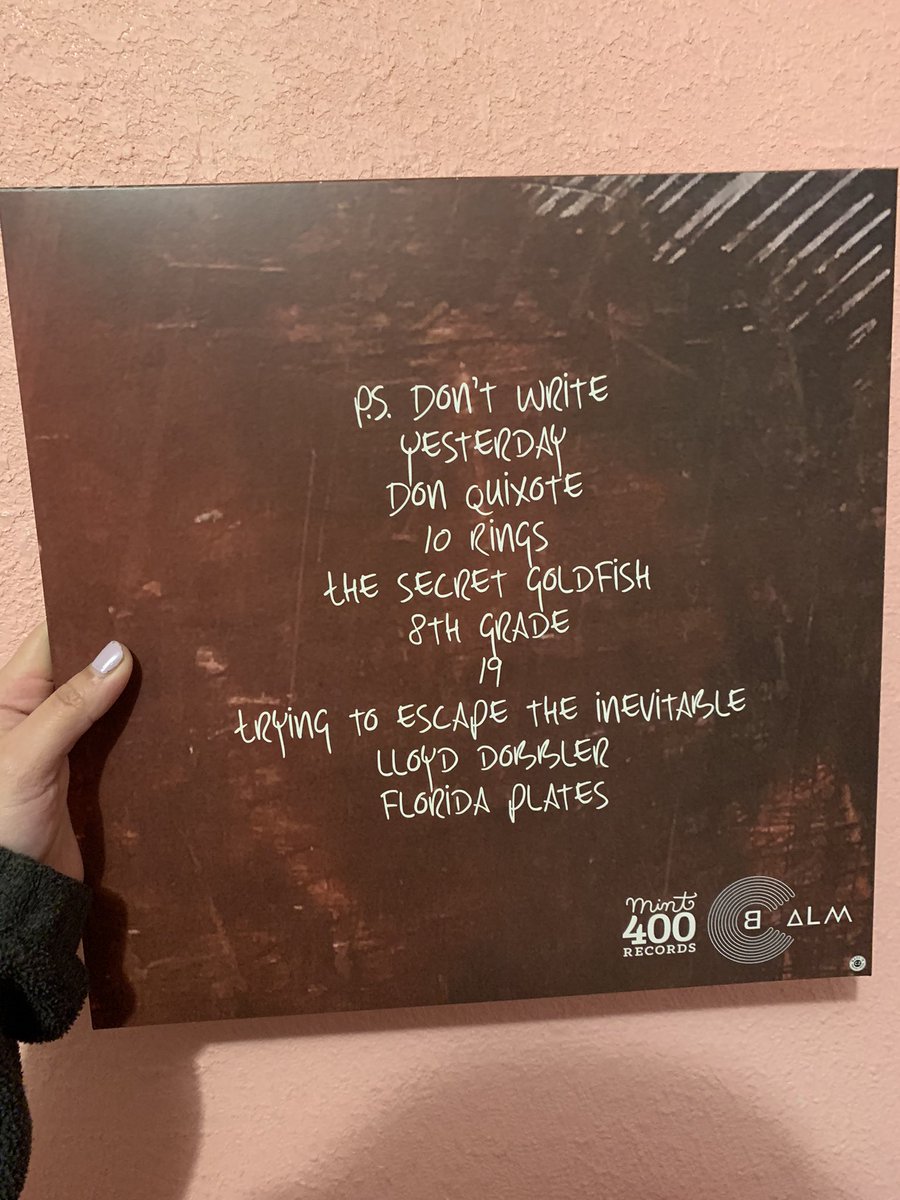 P.S. DON'T WRITE
YESTERDAY
DON QUIXOTE
10 RINGS
THE SECRET GOLDFISH
8TH GRADE
19
TRYING TO ESCAPE THE INEVITABLE
LLOYD DOBBLER
FLORIDA PLATES
mint
400
RECORDS
B ALM